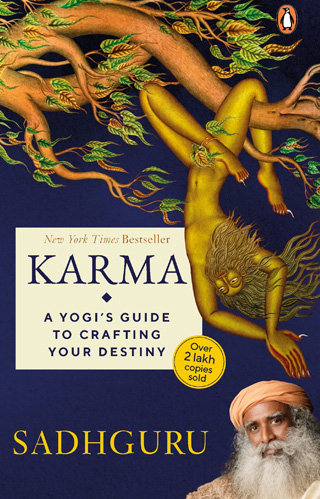 New York Times Bestseller
KARMA
A YOGI'S GUIDE
TO CRAFTING
YOUR DESTINY
Over
2 lakh
copies
sold
SADHGURU